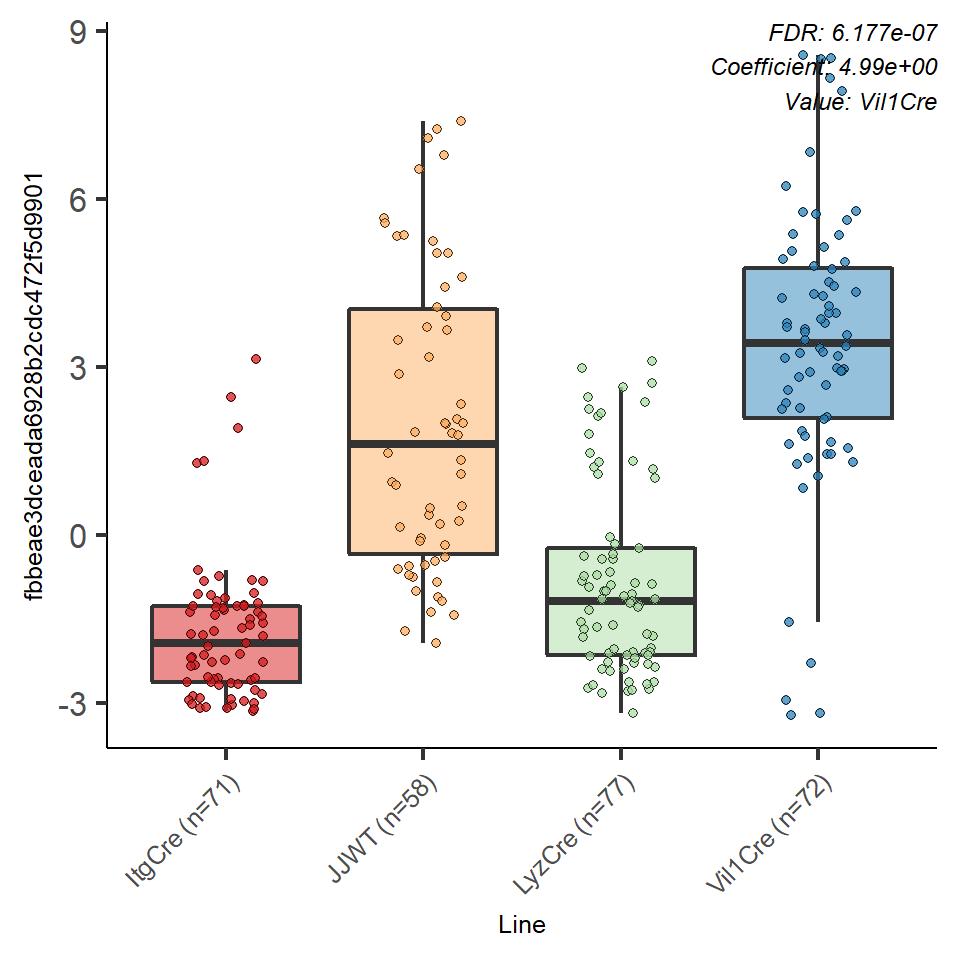 FDR: 6.177e-07
Coefficient: 4.99e+00
Value: Vil1Cre
9
6
3
0
-3
fbbeae3dceada6928b2cdc472f5d9901
ItgCre (n=71)
JJWT (n=58)
LyzCre (n=77)
Vil1Cre (n=72)
Line